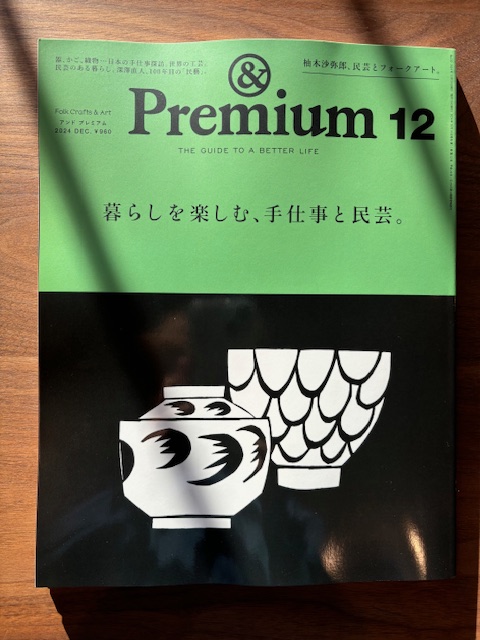 器、かご、織物…日本の手仕事探訪。世界の工芸。
民芸のある暮らし。深澤直人。100年目の「民藝」。
柚木沙弥郎、民芸とフォークアート。
&
Premium 12
Folk Crafts & Art
アンド プレミアム
2024 DEC. ¥960
THE GUIDE TO A BETTER LIFE
暮らしを楽しむ、手仕事と民芸。